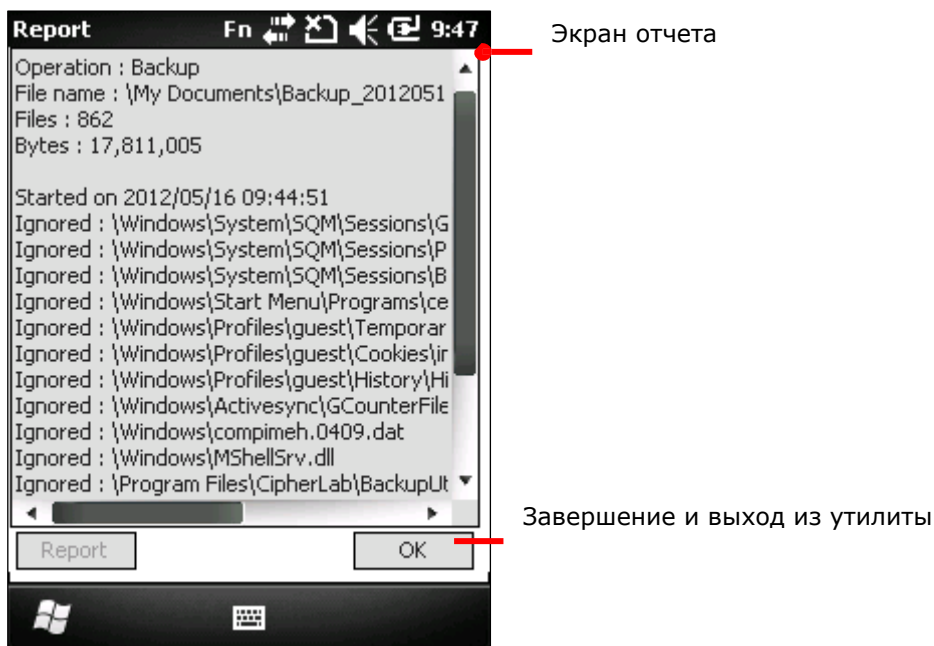 Report Fn 9:47
Экран отчета
Operation : Backup
File name : \My Documents\Backup_2012051
Files : 862
Bytes : 17,811,005
Started on 2012/05/16 09:44:51
Ignored : \Windows\System\SQM\Sessions\G
Ignored : \Windows\System\SQM\Sessions\P
Ignored : \Windows\System\SQM\Sessions\B
Ignored : \Windows\Start Menu\Programs\ce
Ignored : \Windows\Profiles\guest\Temporar
Ignored : \Windows\Profiles\guest\Cookies\ir
Ignored : \Windows\Profiles\guest\History\Hi
Ignored : \Windows\Activesync\GCounterFile
Ignored : \Windows\compimeh.0409.dat
Ignored : \Windows\MShellSrv.dll
Ignored : \Program Files\CipherLab\BackupUt
Завершение и выход из утилиты
Report OK